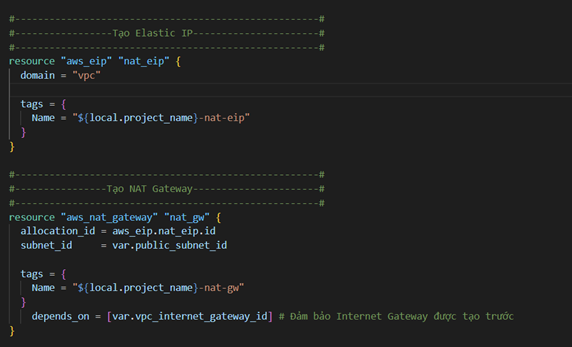 #--------------------------------------------------#
#----------------Tạo Elastic IP--------------------#
#--------------------------------------------------#
resource "aws_eip" "nat_eip" {
  domain = "vpc"

  tags = {
    Name = "${local.project_name}-nat-eip"
  }
}

#--------------------------------------------------#
#---------------Tạo NAT Gateway--------------------#
#--------------------------------------------------#
resource "aws_nat_gateway" "nat_gw" {
  allocation_id = aws_eip.nat_eip.id
  subnet_id     = var.public_subnet_id

  tags = {
    Name = "${local.project_name}-nat-gw"
  }
    depends_on = [var.vpc_internet_gateway_id] # Đảm bảo Internet Gateway được tạo trước
}